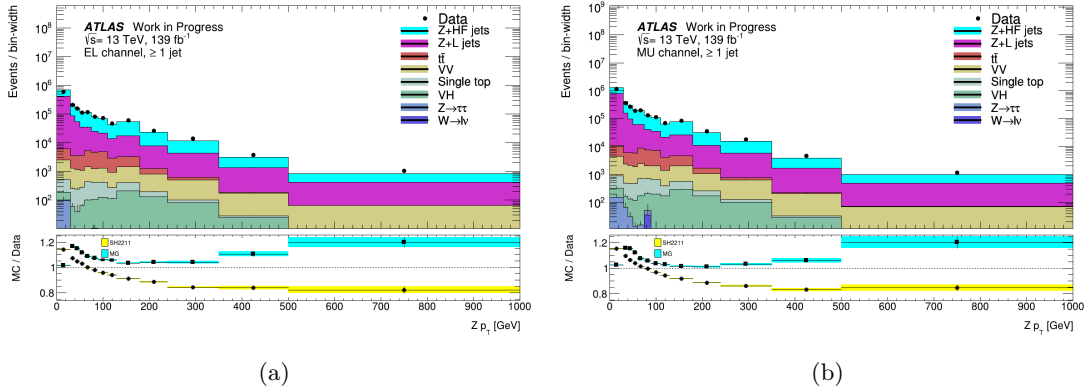 ATLAS Work in Progress
√s= 13 TeV, 139 fb⁻¹
EL channel, ≥ 1 jet
Data
Z+HF jets
Z+L jets
tt̄
VV
Single top
VH
Z→ττ
W→lν
Events / bin-width
10⁸
10⁷
10⁶
10⁵
10⁴
10³
10²
MC / Data
1.2
1
0.8
SH2211
MG
0 100 200 300 400 500 600 700 800 900 1000
Z p_T [GeV]
(a)
ATLAS Work in Progress
√s= 13 TeV, 139 fb⁻¹
MU channel, ≥ 1 jet
Data
Z+HF jets
Z+L jets
tt̄
VV
Single top
VH
Z→ττ
W→lν
Events / bin-width
10⁹
10⁸
10⁷
10⁶
10⁵
10⁴
10³
10²
MC / Data
1.2
1
0.8
SH2211
MG
0 100 200 300 400 500 600 700 800 900 1000
Z p_T [GeV]
(b)